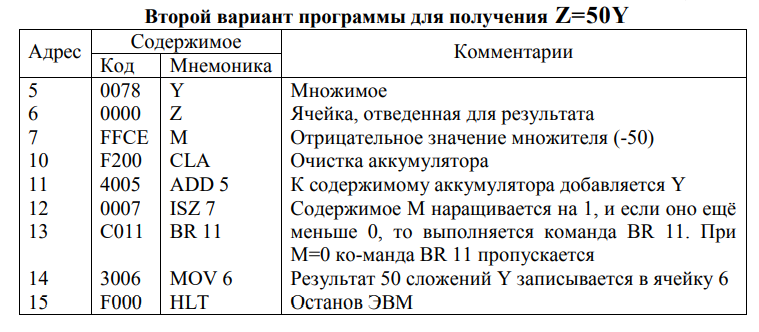 Второй вариант программы для получения Z=50Y
Адрес Содержимое Комментарии
Код Мнемоника
5 0078 Y Множимое
6 0000 Z Ячейка, отведенная для результата
7 FFCE M Отрицательное значение множителя (-50)
10 F200 CLA Очистка аккумулятора
11 4005 ADD 5 К содержимому аккумулятора добавляется Y
12 0007 ISZ 7 Содержимое М наращивается на 1, и если оно ещё
13 C011 BR 11 меньше 0, то выполняется команда BR 11. При
М=0 ко-манда BR 11 пропускается
14 3006 MOV 6 Результат 50 сложений Y записывается в ячейку 6
15 F000 HLT Останов ЭВМ